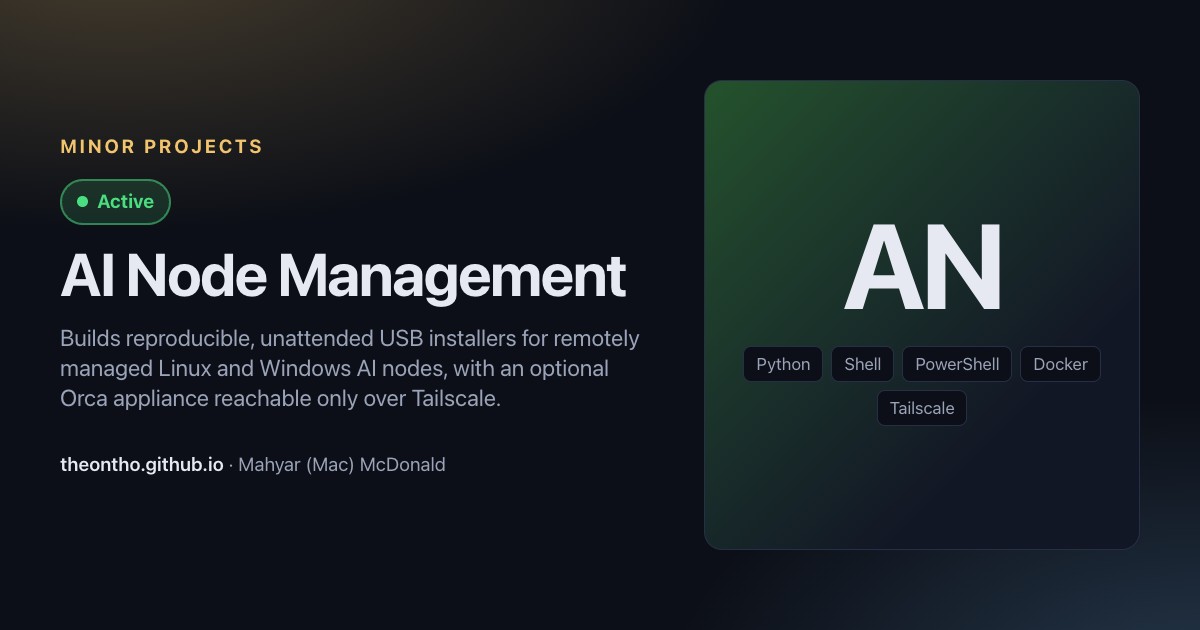 MINOR PROJECTS
Active
AI Node Management
Builds reproducible, unattended USB installers for remotely
managed Linux and Windows AI nodes, with an optional
Orca appliance reachable only over Tailscale.
theontho.github.io · Mahyar (Mac) McDonald
AN
Python Shell PowerShell Docker
Tailscale